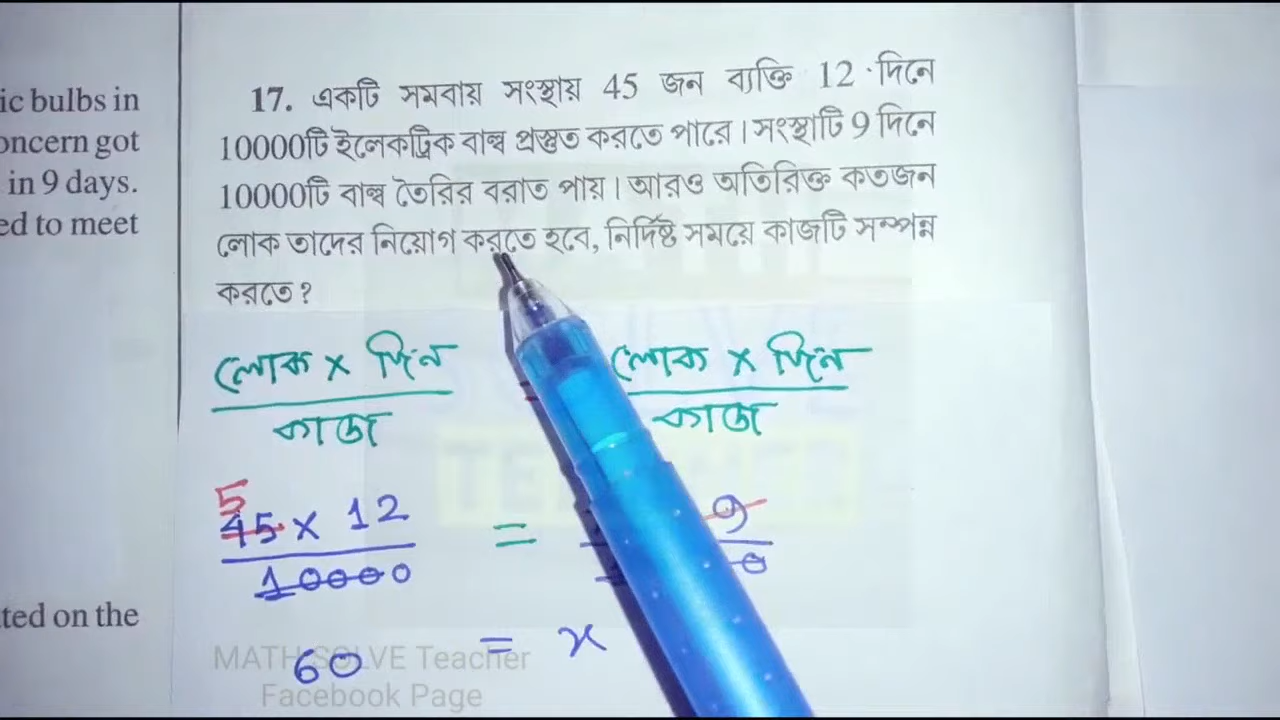 ic bulbs in
oncern got
in 9 days.
ed to meet
ted on the
17. একটি সমবায় সংস্থায় 45 জন ব্যক্তি 12 দিনে
10000টি ইলেকট্রিক বাল্ব প্রস্তুত করতে পারে। সংস্থাটি 9 দিনে
10000টি বাল্ব তৈরির বরাত পায়। আরও অতিরিক্ত কতজন
লোক তাদের নিয়োগ করতে হবে, নির্দিষ্ট সময়ে কাজটি সম্পন্ন
করতে?
লোক × দিন লোক × দিন
কাজ কাজ
5
45 × 12 = 9
10000 0
60 = x
MATH SOLVE Teacher
Facebook Page